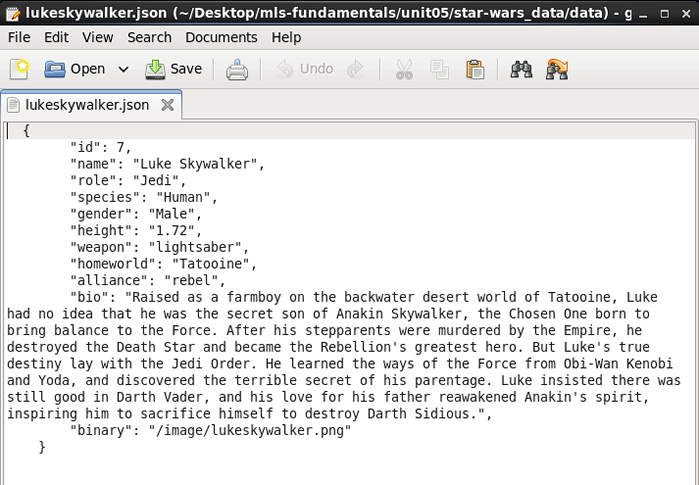 lukeskywalker.json (~/Desktop/mls-fundamentals/unit05/star-wars_data/data) - g
File Edit View Search Documents Help
Open Save Undo
lukeskywalker.json
{
"id": 7,
"name": "Luke Skywalker",
"role": "Jedi",
"species": "Human",
"gender": "Male",
"height": "1.72",
"weapon": "lightsaber",
"homeworld": "Tatooine",
"alliance": "rebel",
"bio": "Raised as a farmboy on the backwater desert world of Tatooine, Luke
had no idea that he was the secret son of Anakin Skywalker, the Chosen One born to
bring balance to the Force. After his stepparents were murdered by the Empire, he
destroyed the Death Star and became the Rebellion's greatest hero. But Luke's true
destiny lay with the Jedi Order. He learned the ways of the Force from Obi-Wan Kenobi
and Yoda, and discovered the terrible secret of his parentage. Luke insisted there was
still good in Darth Vader, and his love for his father reawakened Anakin's spirit,
inspiring him to sacrifice himself to destroy Darth Sidious.",
"binary": "/image/lukeskywalker.png"
}